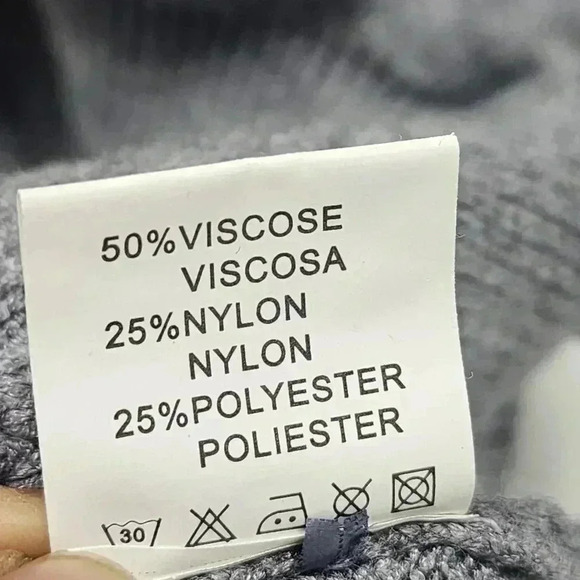 50%VISCOSE
VISCOSA
25%NYLON
NYLON
25%POLYESTER
POLIESTER
30